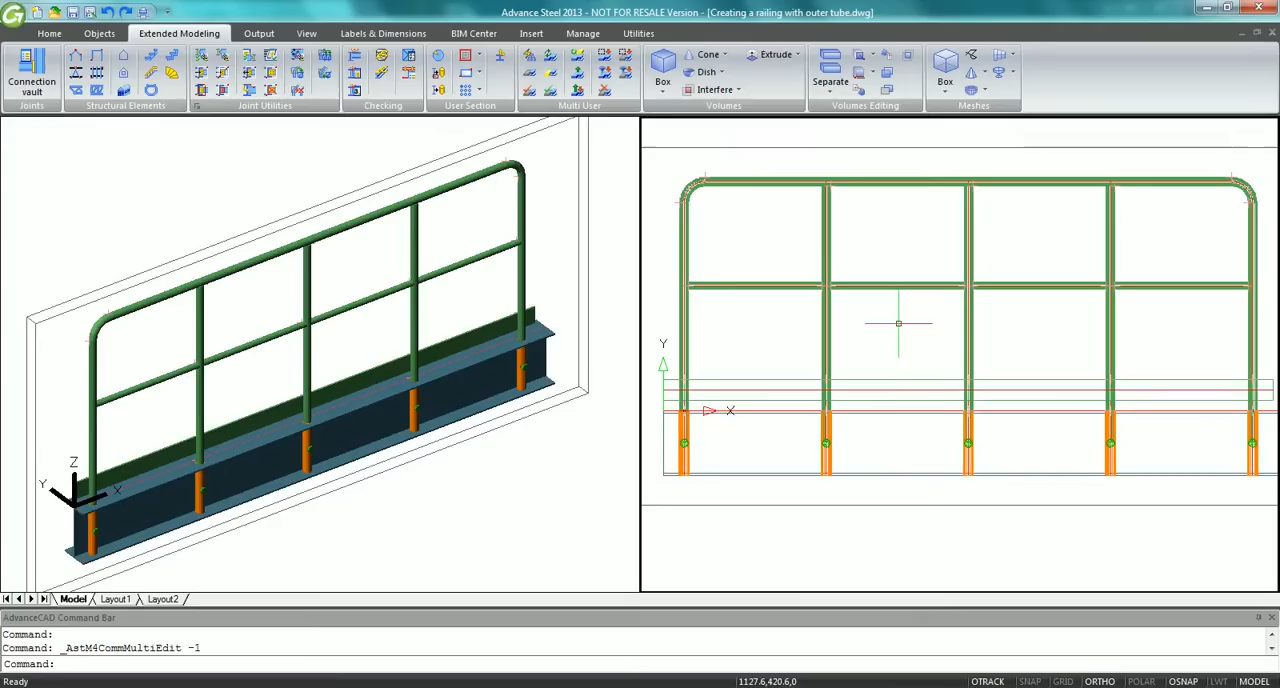 Advance Steel 2013 - NOT FOR RESALE Version - [Creating a railing with outer tube.dwg]
Home Objects Extended Modeling Output View Labels & Dimensions BIM Center Insert Manage Utilities
Connection vault
Box Cone Dish Interfere Extrude
Separate
Box
Joints Structural Elements Joint Utilities Checking User Section Multi User Volumes Volumes Editing Meshes
Z
Y X
Y
X
Model Layout1 Layout2
AdvanceCAD Command Bar
Command:
Command: _AstM4CommMultiEdit -1
Command:
Ready 1127.6,420.6,0 OTRACK SNAP GRID ORTHO POLAR OSNAP LWT MODEL